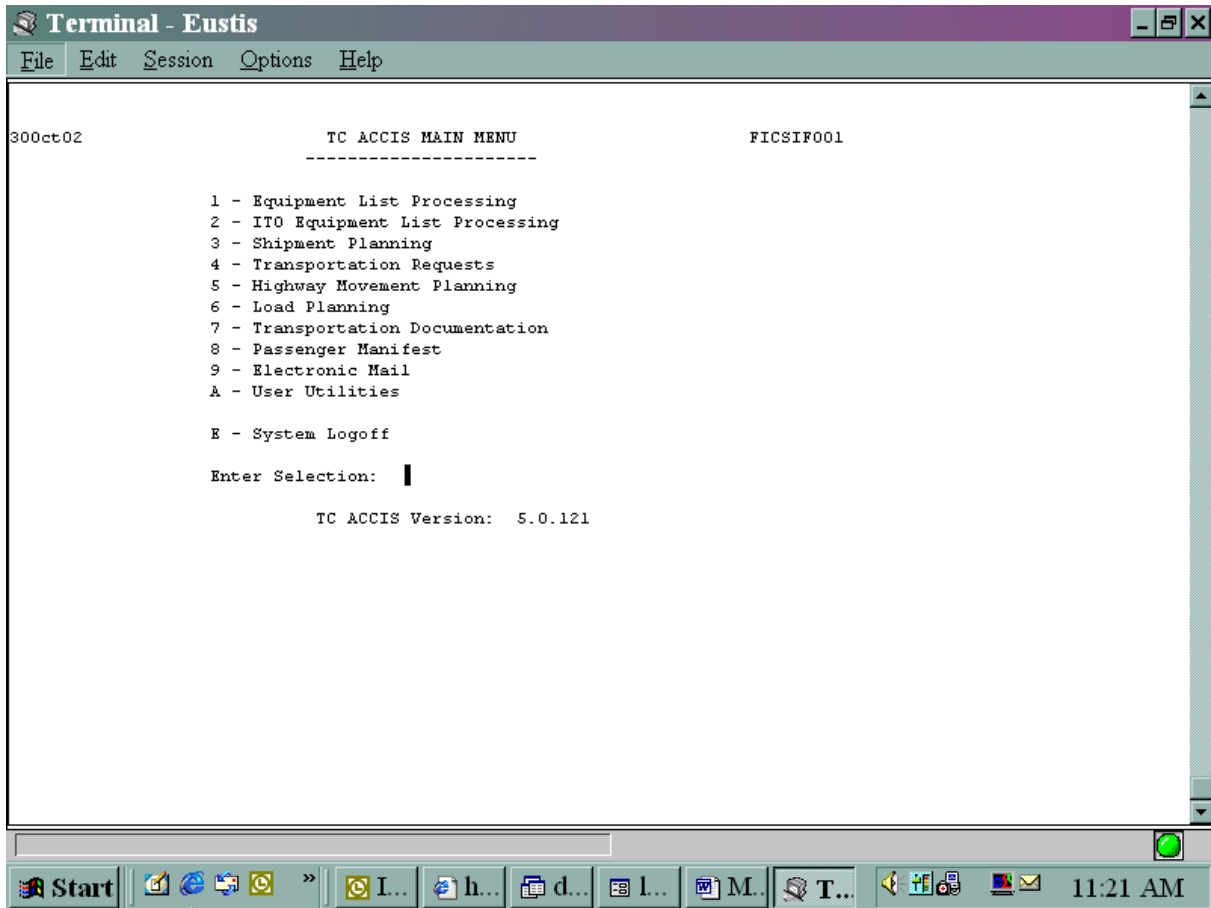 Terminal - Eustis
File Edit Session Options Help
30Oct02 TC ACCIS MAIN MENU FICSIF001
----------------------
1 - Equipment List Processing
2 - ITO Equipment List Processing
3 - Shipment Planning
4 - Transportation Requests
5 - Highway Movement Planning
6 - Load Planning
7 - Transportation Documentation
8 - Passenger Manifest
9 - Electronic Mail
A - User Utilities
E - System Logoff
Enter Selection:
TC ACCIS Version: 5.0.121
Start » I... h... d... l... M.. T... 11:21 AM